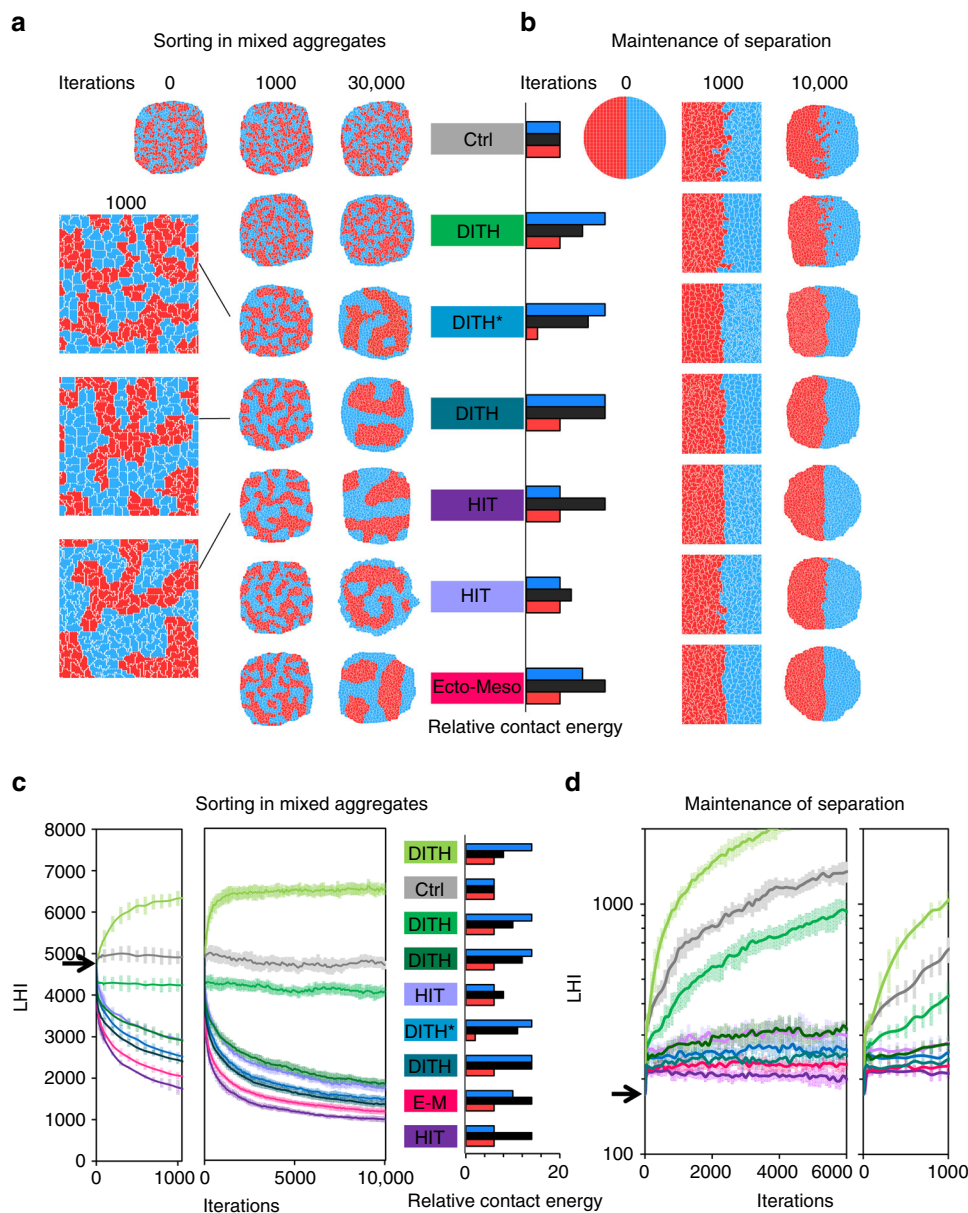 a
b
Sorting in mixed aggregates
Maintenance of separation
Iterations 0 1000 30,000
Iterations 0 1000 10,000
Ctrl
1000
DITH
DITH*
DITH
HIT
HIT
Ecto-Meso
Relative contact energy
c
d
Sorting in mixed aggregates
Maintenance of separation
LHI
8000
7000
6000
5000
4000
3000
2000
1000
0
0 1000
0 5000 10,000
Iterations
DITH
Ctrl
DITH
DITH
HIT
DITH*
DITH
E-M
HIT
0 20
Relative contact energy
LHI
1000
100
0 2000 4000 6000
0 1000
Iterations